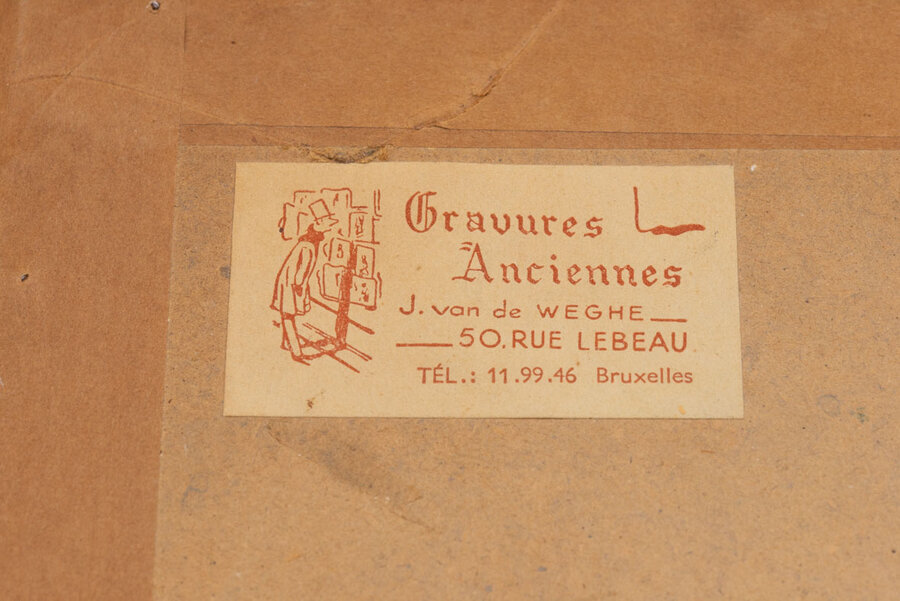 Gravures
Anciennes
J. van de WEGHE
50, RUE LEBEAU
TÉL.: 11.99.46 Bruxelles